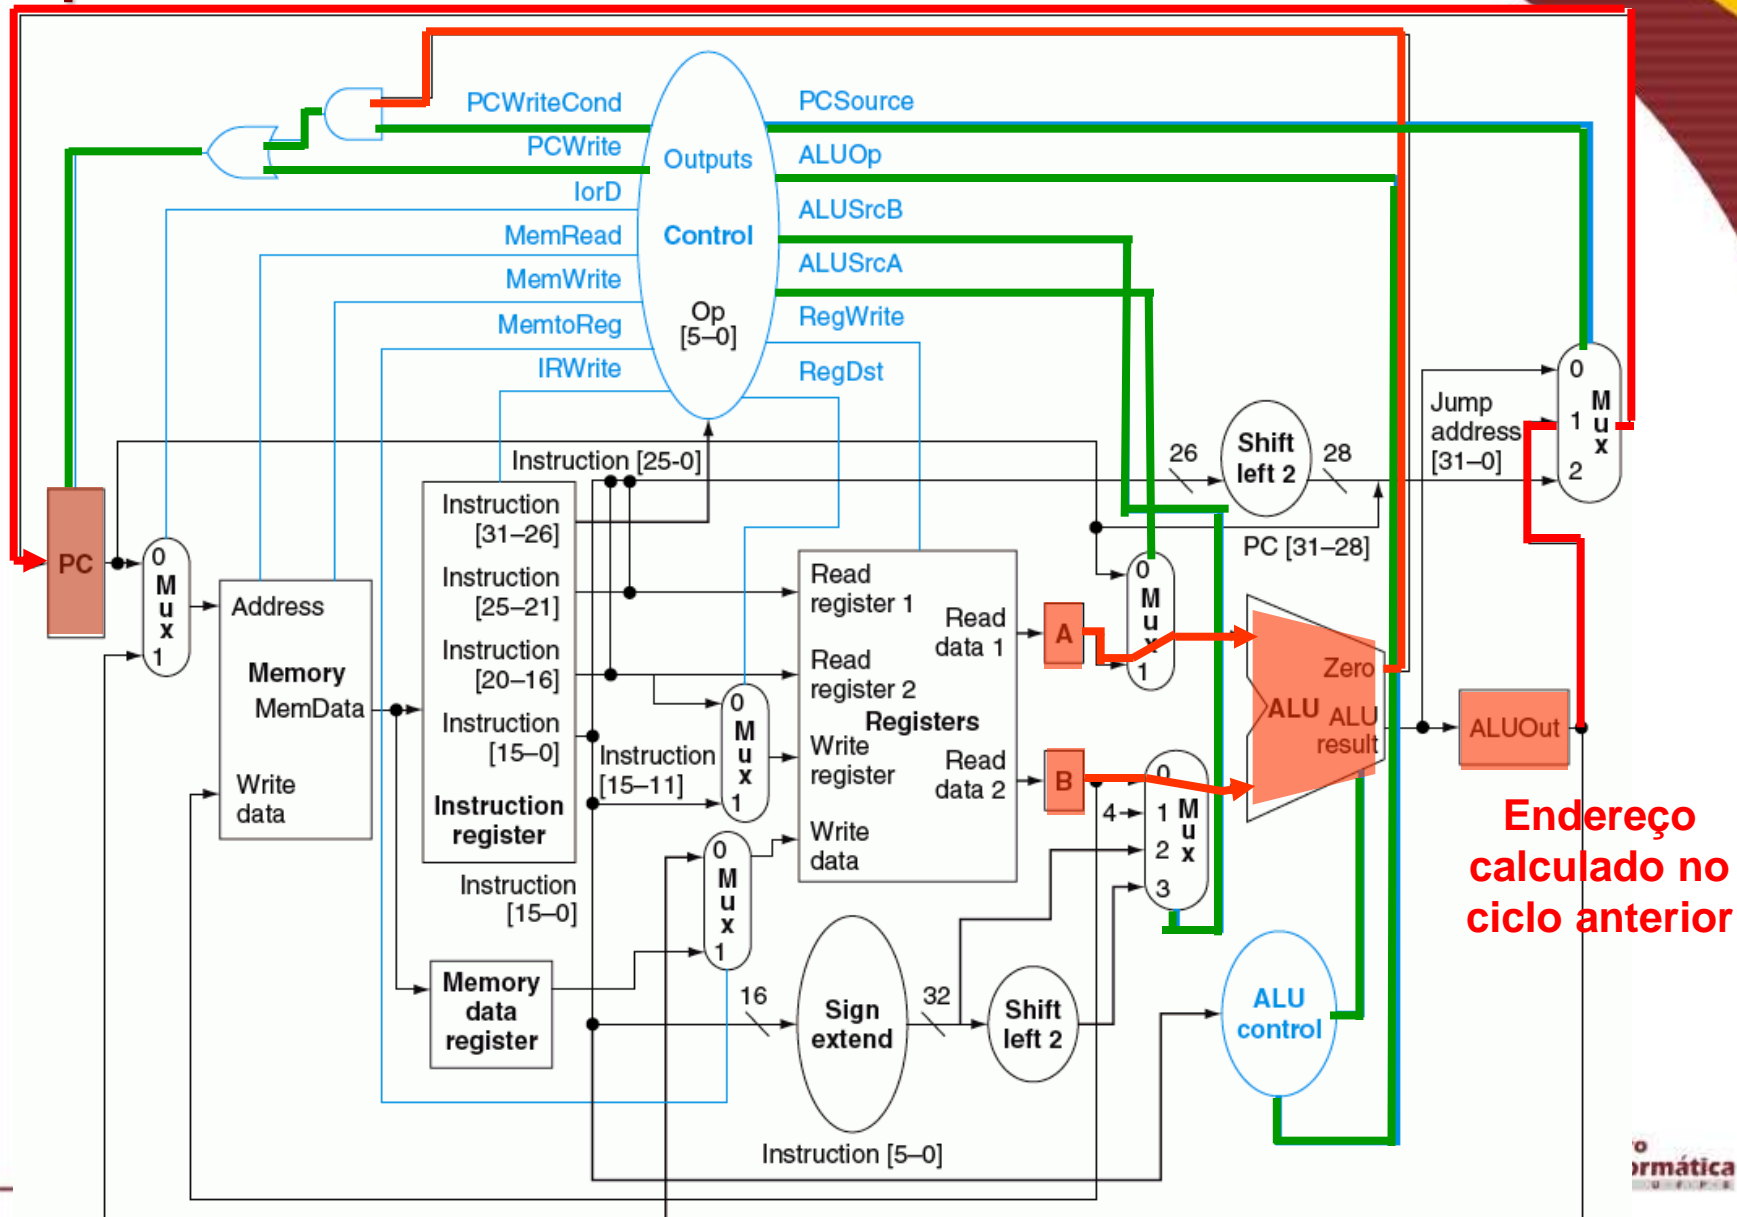 PCWriteCond
PCWrite
IorD
MemRead
MemWrite
MemtoReg
IRWrite
Outputs
Control
Op
[5–0]
PCSource
ALUOp
ALUSrcB
ALUSrcA
RegWrite
RegDst
Instruction [25-0]
26
Shift
left 2
28
Jump
address
[31–0]
0
1
2
M
u
x
PC [31–28]
PC
0
M
u
x
1
Address
Memory
MemData
Write
data
Instruction
[31–26]
Instruction
[25–21]
Instruction
[20–16]
Instruction
[15–0]
Instruction
register
Instruction
[15–11]
0
M
u
x
1
Read
register 1
Read
register 2
Registers
Write
register
Write
data
Read
data 1
Read
data 2
A
B
0
M
u
x
1
4
0
1
2
3
M
u
x
Zero
ALU
ALU
result
ALUOut
Endereço
calculado no
ciclo anterior
Instruction
[15–0]
0
M
u
x
1
Memory
data
register
16
Sign
extend
32
Shift
left 2
ALU
control
Instruction [5–0]
ormática